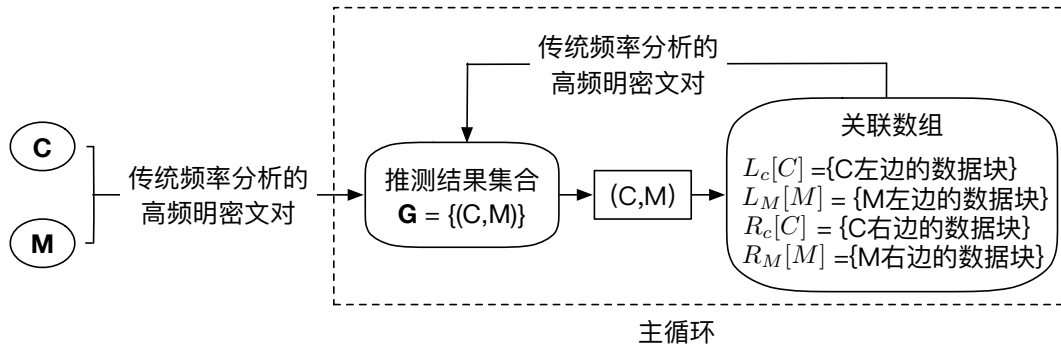 传统频率分析的
高频明密文对
C
M
传统频率分析的
高频明密文对
推测结果集合
G = {(C,M)}
(C,M)
关联数组
L_c[C] ={C左边的数据块}
L_M[M] = {M左边的数据块}
R_c[C] = {C右边的数据块}
R_M[M] ={M右边的数据块}
主循环